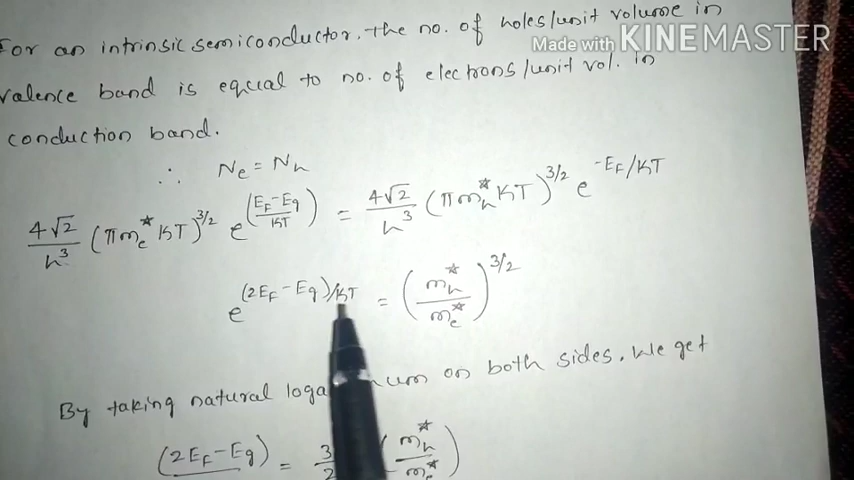 For an intrinsic semiconductor, the no. of holes/unit volume in
Made with KINEMASTER
valence band is equal to no. of electrons/unit vol. in
conduction band.
∴ Ne = Nh
4√2/h³ (πme* KT)^3/2 e^((EF-Eg)/KT) = 4√2/h³ (πmh* KT)^3/2 e^-EF/KT
e^(2EF-Eg)/KT = (mh*/me*)^3/2
By taking natural loga um on both sides. We get
(2EF-Eg) = 3/2 (mh*/me*)